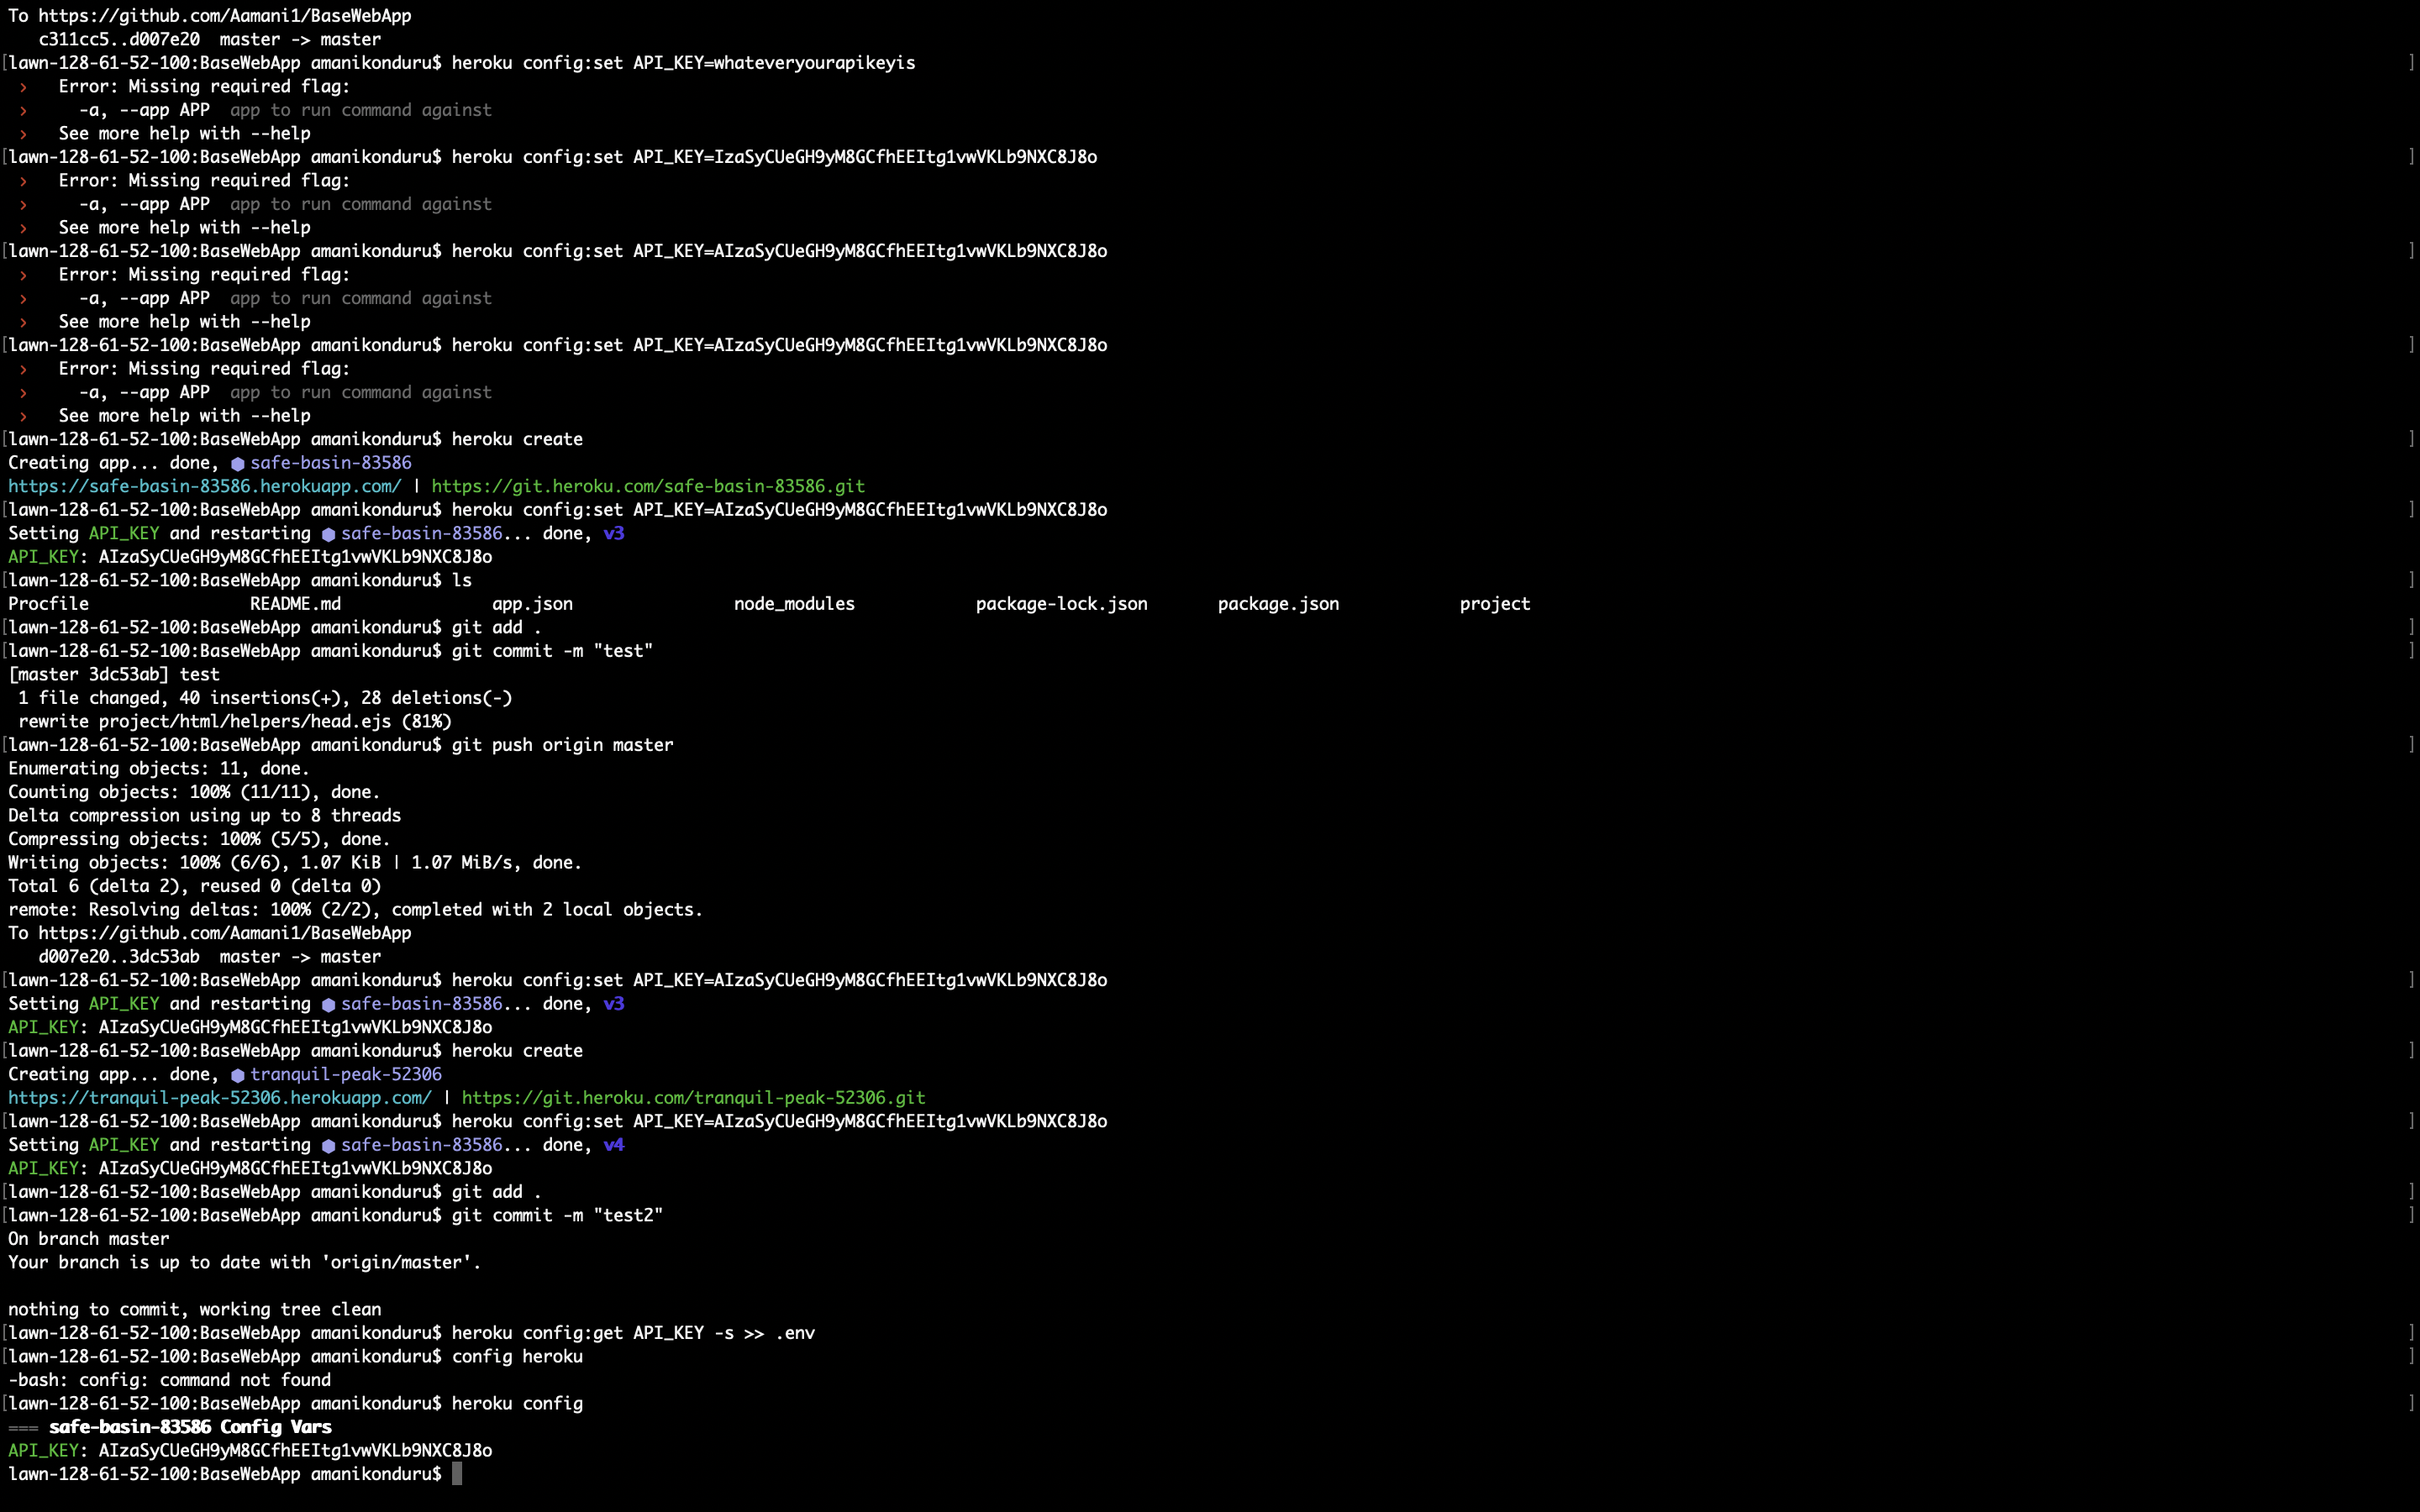 To https://github.com/Aamani1/BaseWebApp
   c311cc5..d007e20  master -> master
[lawn-128-61-52-100:BaseWebApp amanikonduru$ heroku config:set API_KEY=whateveryourapikeyis ]
 ›   Error: Missing required flag:
 ›     -a, --app APP  app to run command against
 ›   See more help with --help
[lawn-128-61-52-100:BaseWebApp amanikonduru$ heroku config:set API_KEY=IzaSyCUeGH9yM8GCfhEEItg1vwVKLb9NXC8J8o ]
 ›   Error: Missing required flag:
 ›     -a, --app APP  app to run command against
 ›   See more help with --help
[lawn-128-61-52-100:BaseWebApp amanikonduru$ heroku config:set API_KEY=AIzaSyCUeGH9yM8GCfhEEItg1vwVKLb9NXC8J8o ]
 ›   Error: Missing required flag:
 ›     -a, --app APP  app to run command against
 ›   See more help with --help
[lawn-128-61-52-100:BaseWebApp amanikonduru$ heroku config:set API_KEY=AIzaSyCUeGH9yM8GCfhEEItg1vwVKLb9NXC8J8o ]
 ›   Error: Missing required flag:
 ›     -a, --app APP  app to run command against
 ›   See more help with --help
[lawn-128-61-52-100:BaseWebApp amanikonduru$ heroku create ]
Creating app... done, ⬢ safe-basin-83586
https://safe-basin-83586.herokuapp.com/ | https://git.heroku.com/safe-basin-83586.git
[lawn-128-61-52-100:BaseWebApp amanikonduru$ heroku config:set API_KEY=AIzaSyCUeGH9yM8GCfhEEItg1vwVKLb9NXC8J8o ]
Setting API_KEY and restarting ⬢ safe-basin-83586... done, v3
API_KEY: AIzaSyCUeGH9yM8GCfhEEItg1vwVKLb9NXC8J8o
[lawn-128-61-52-100:BaseWebApp amanikonduru$ ls ]
Procfile                README.md               app.json                node_modules            package-lock.json       package.json            project
[lawn-128-61-52-100:BaseWebApp amanikonduru$ git add . ]
[lawn-128-61-52-100:BaseWebApp amanikonduru$ git commit -m "test" ]
[master 3dc53ab] test
 1 file changed, 40 insertions(+), 28 deletions(-)
 rewrite project/html/helpers/head.ejs (81%)
[lawn-128-61-52-100:BaseWebApp amanikonduru$ git push origin master ]
Enumerating objects: 11, done.
Counting objects: 100% (11/11), done.
Delta compression using up to 8 threads
Compressing objects: 100% (5/5), done.
Writing objects: 100% (6/6), 1.07 KiB | 1.07 MiB/s, done.
Total 6 (delta 2), reused 0 (delta 0)
remote: Resolving deltas: 100% (2/2), completed with 2 local objects.
To https://github.com/Aamani1/BaseWebApp
   d007e20..3dc53ab  master -> master
[lawn-128-61-52-100:BaseWebApp amanikonduru$ heroku config:set API_KEY=AIzaSyCUeGH9yM8GCfhEEItg1vwVKLb9NXC8J8o ]
Setting API_KEY and restarting ⬢ safe-basin-83586... done, v3
API_KEY: AIzaSyCUeGH9yM8GCfhEEItg1vwVKLb9NXC8J8o
[lawn-128-61-52-100:BaseWebApp amanikonduru$ heroku create ]
Creating app... done, ⬢ tranquil-peak-52306
https://tranquil-peak-52306.herokuapp.com/ | https://git.heroku.com/tranquil-peak-52306.git
[lawn-128-61-52-100:BaseWebApp amanikonduru$ heroku config:set API_KEY=AIzaSyCUeGH9yM8GCfhEEItg1vwVKLb9NXC8J8o ]
Setting API_KEY and restarting ⬢ safe-basin-83586... done, v4
API_KEY: AIzaSyCUeGH9yM8GCfhEEItg1vwVKLb9NXC8J8o
[lawn-128-61-52-100:BaseWebApp amanikonduru$ git add . ]
[lawn-128-61-52-100:BaseWebApp amanikonduru$ git commit -m "test2" ]
On branch master
Your branch is up to date with 'origin/master'.

nothing to commit, working tree clean
[lawn-128-61-52-100:BaseWebApp amanikonduru$ heroku config:get API_KEY -s >> .env ]
[lawn-128-61-52-100:BaseWebApp amanikonduru$ config heroku ]
-bash: config: command not found
[lawn-128-61-52-100:BaseWebApp amanikonduru$ heroku config ]
=== safe-basin-83586 Config Vars
API_KEY: AIzaSyCUeGH9yM8GCfhEEItg1vwVKLb9NXC8J8o
lawn-128-61-52-100:BaseWebApp amanikonduru$